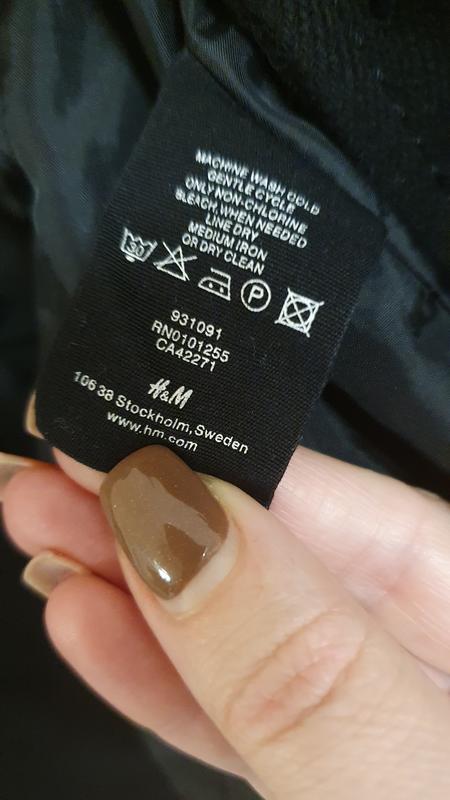 MACHINE WASH COLD
GENTLE CYCLE
ONLY NON-CHLORINE
BLEACH WHEN NEEDED
LINE DRY
MEDIUM IRON
OR DRY CLEAN
30 P
931091
RN0101255
CA42271
H&M
106 38 Stockholm, Sweden
www.hm.com